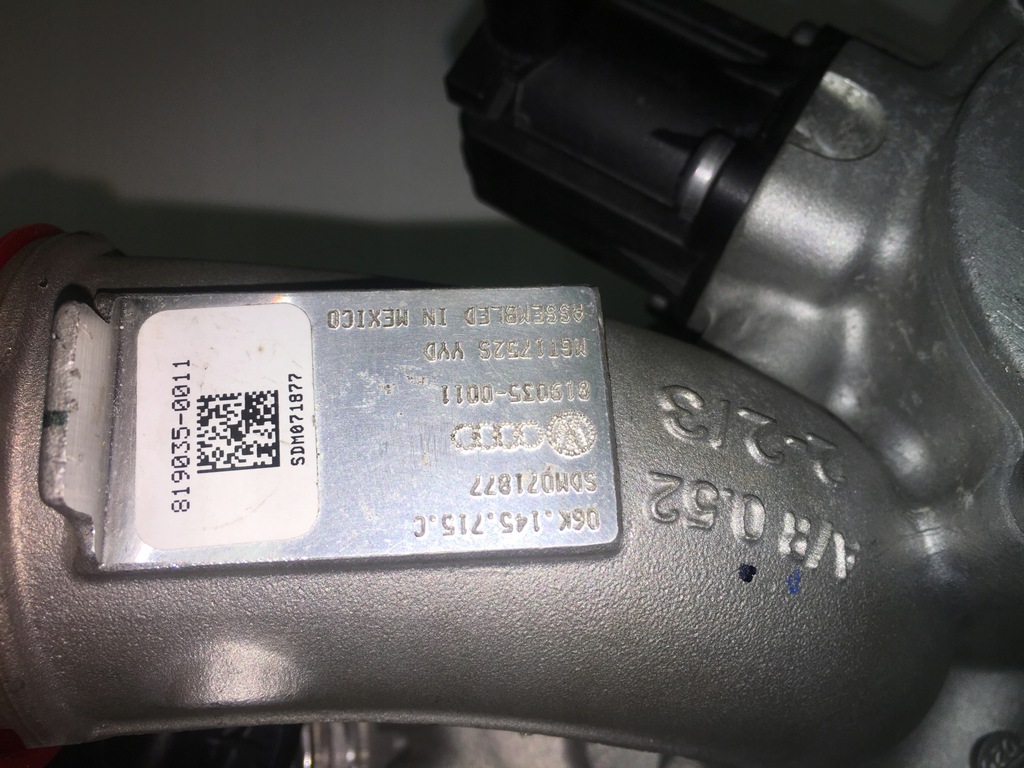 06K.145.715.C
SDM071877
819035-0011
MGT1752S YYD
ASSEMBLED IN MEXICO
819035-0011
SDM071877
A/R 0.52